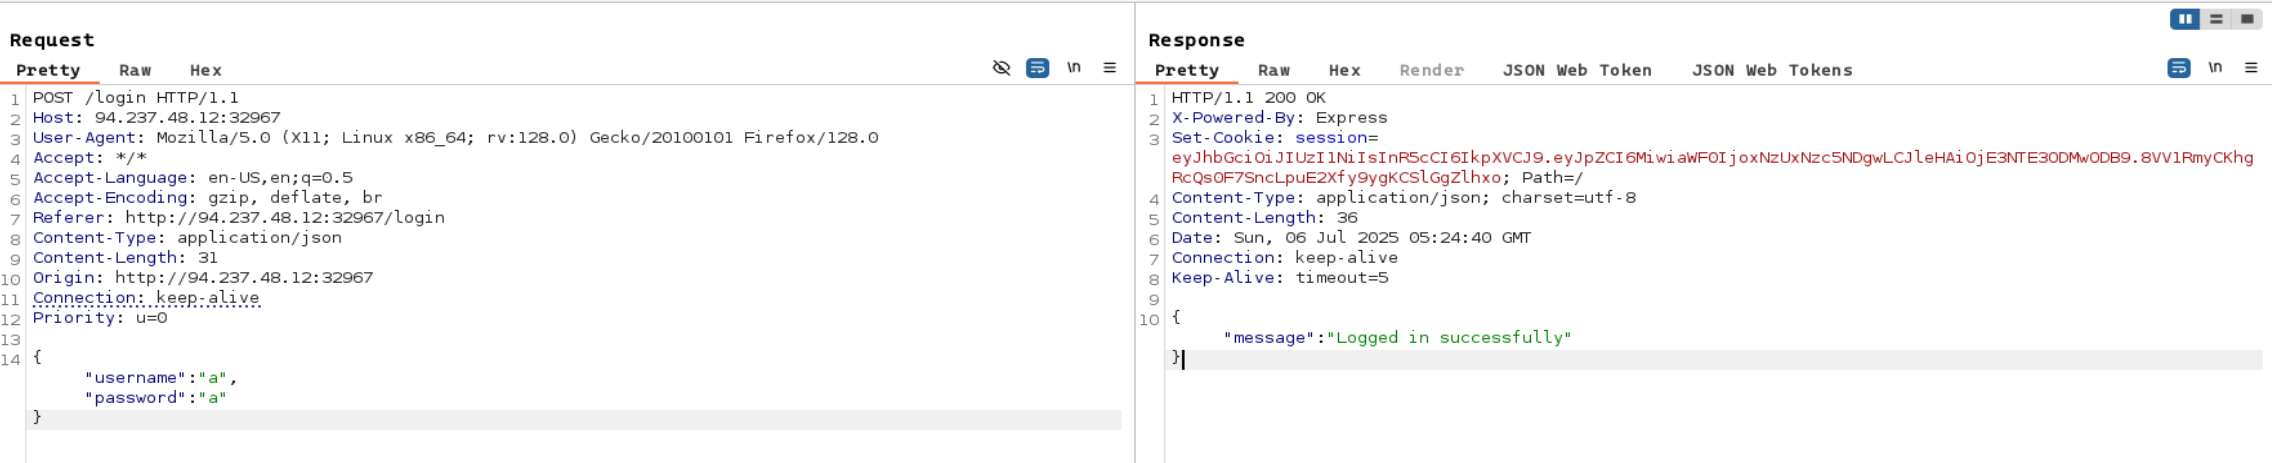 Request
Pretty Raw Hex \n
1 POST /login HTTP/1.1
2 Host: 94.237.48.12:32967
3 User-Agent: Mozilla/5.0 (X11; Linux x86_64; rv:128.0) Gecko/20100101 Firefox/128.0
4 Accept: */*
5 Accept-Language: en-US,en;q=0.5
6 Accept-Encoding: gzip, deflate, br
7 Referer: http://94.237.48.12:32967/login
8 Content-Type: application/json
9 Content-Length: 31
10 Origin: http://94.237.48.12:32967
11 Connection: keep-alive
12 Priority: u=0
13
14 {
"username":"a",
"password":"a"
}
Response
Pretty Raw Hex Render JSON Web Token JSON Web Tokens \n
1 HTTP/1.1 200 OK
2 X-Powered-By: Express
3 Set-Cookie: session=
eyJhbGciOiJIUzI1NiIsInR5cCI6IkpXVCJ9.eyJpZCI6MiwiaWF0IjoxNzUxNzc5NDgwLCJleHAiOjE3NTE3ODMwODB9.8VV1RmyCKhg
RcQs0F7SncLpuE2Xfy9ygKCSlGgZlhxo; Path=/
4 Content-Type: application/json; charset=utf-8
5 Content-Length: 36
6 Date: Sun, 06 Jul 2025 05:24:40 GMT
7 Connection: keep-alive
8 Keep-Alive: timeout=5
9
10 {
"message":"Logged in successfully"
}